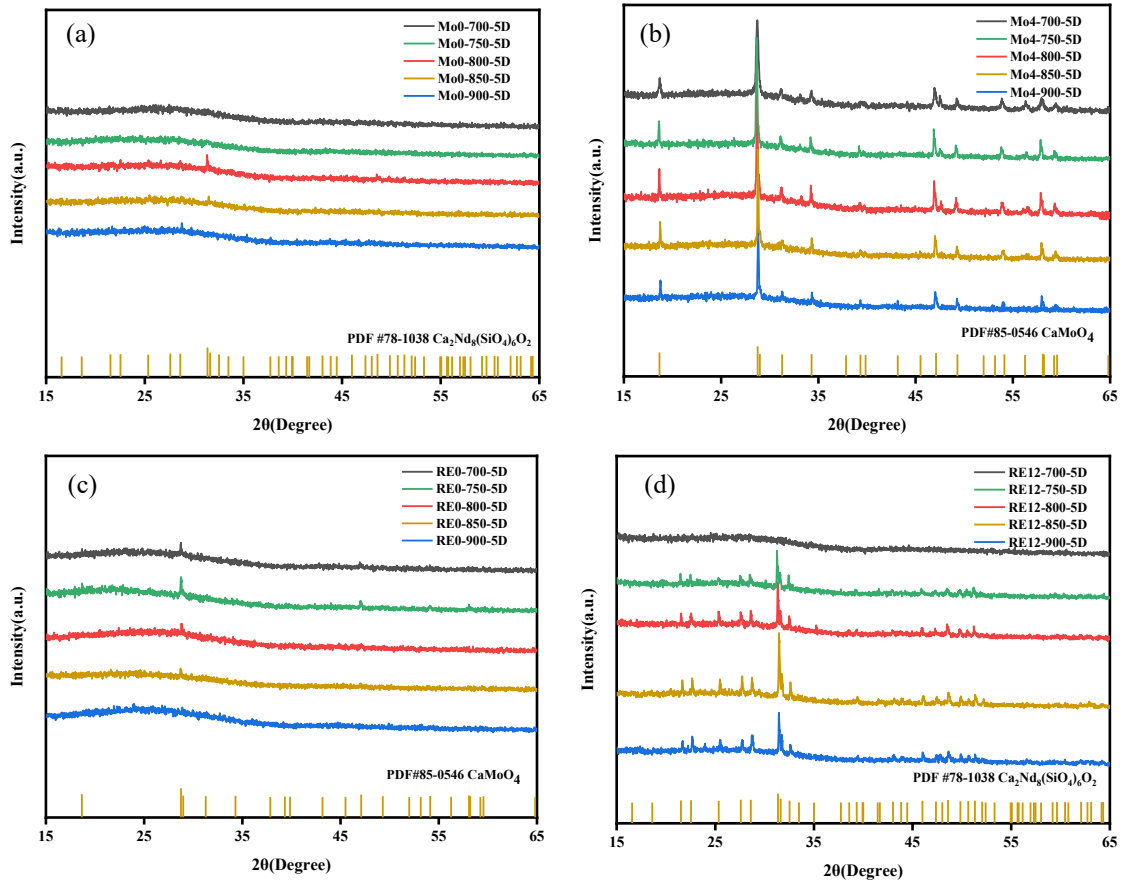 (a)
Mo0-700-5D
Mo0-750-5D
Mo0-800-5D
Mo0-850-5D
Mo0-900-5D
Intensity(a.u.)
PDF #78-1038 Ca₂Nd₈(SiO₄)₆O₂
15 25 35 45 55 65
2θ(Degree)
(b)
Mo4-700-5D
Mo4-750-5D
Mo4-800-5D
Mo4-850-5D
Mo4-900-5D
Intensity(a.u.)
PDF#85-0546 CaMoO₄
15 25 35 45 55 65
2θ(Degree)
(c)
RE0-700-5D
RE0-750-5D
RE0-800-5D
RE0-850-5D
RE0-900-5D
Intensity(a.u.)
PDF#85-0546 CaMoO₄
15 25 35 45 55 65
2θ(Degree)
(d)
RE12-700-5D
RE12-750-5D
RE12-800-5D
RE12-850-5D
RE12-900-5D
Intensity(a.u.)
PDF #78-1038 Ca₂Nd₈(SiO₄)₆O₂
15 25 35 45 55 65
2θ(Degree)